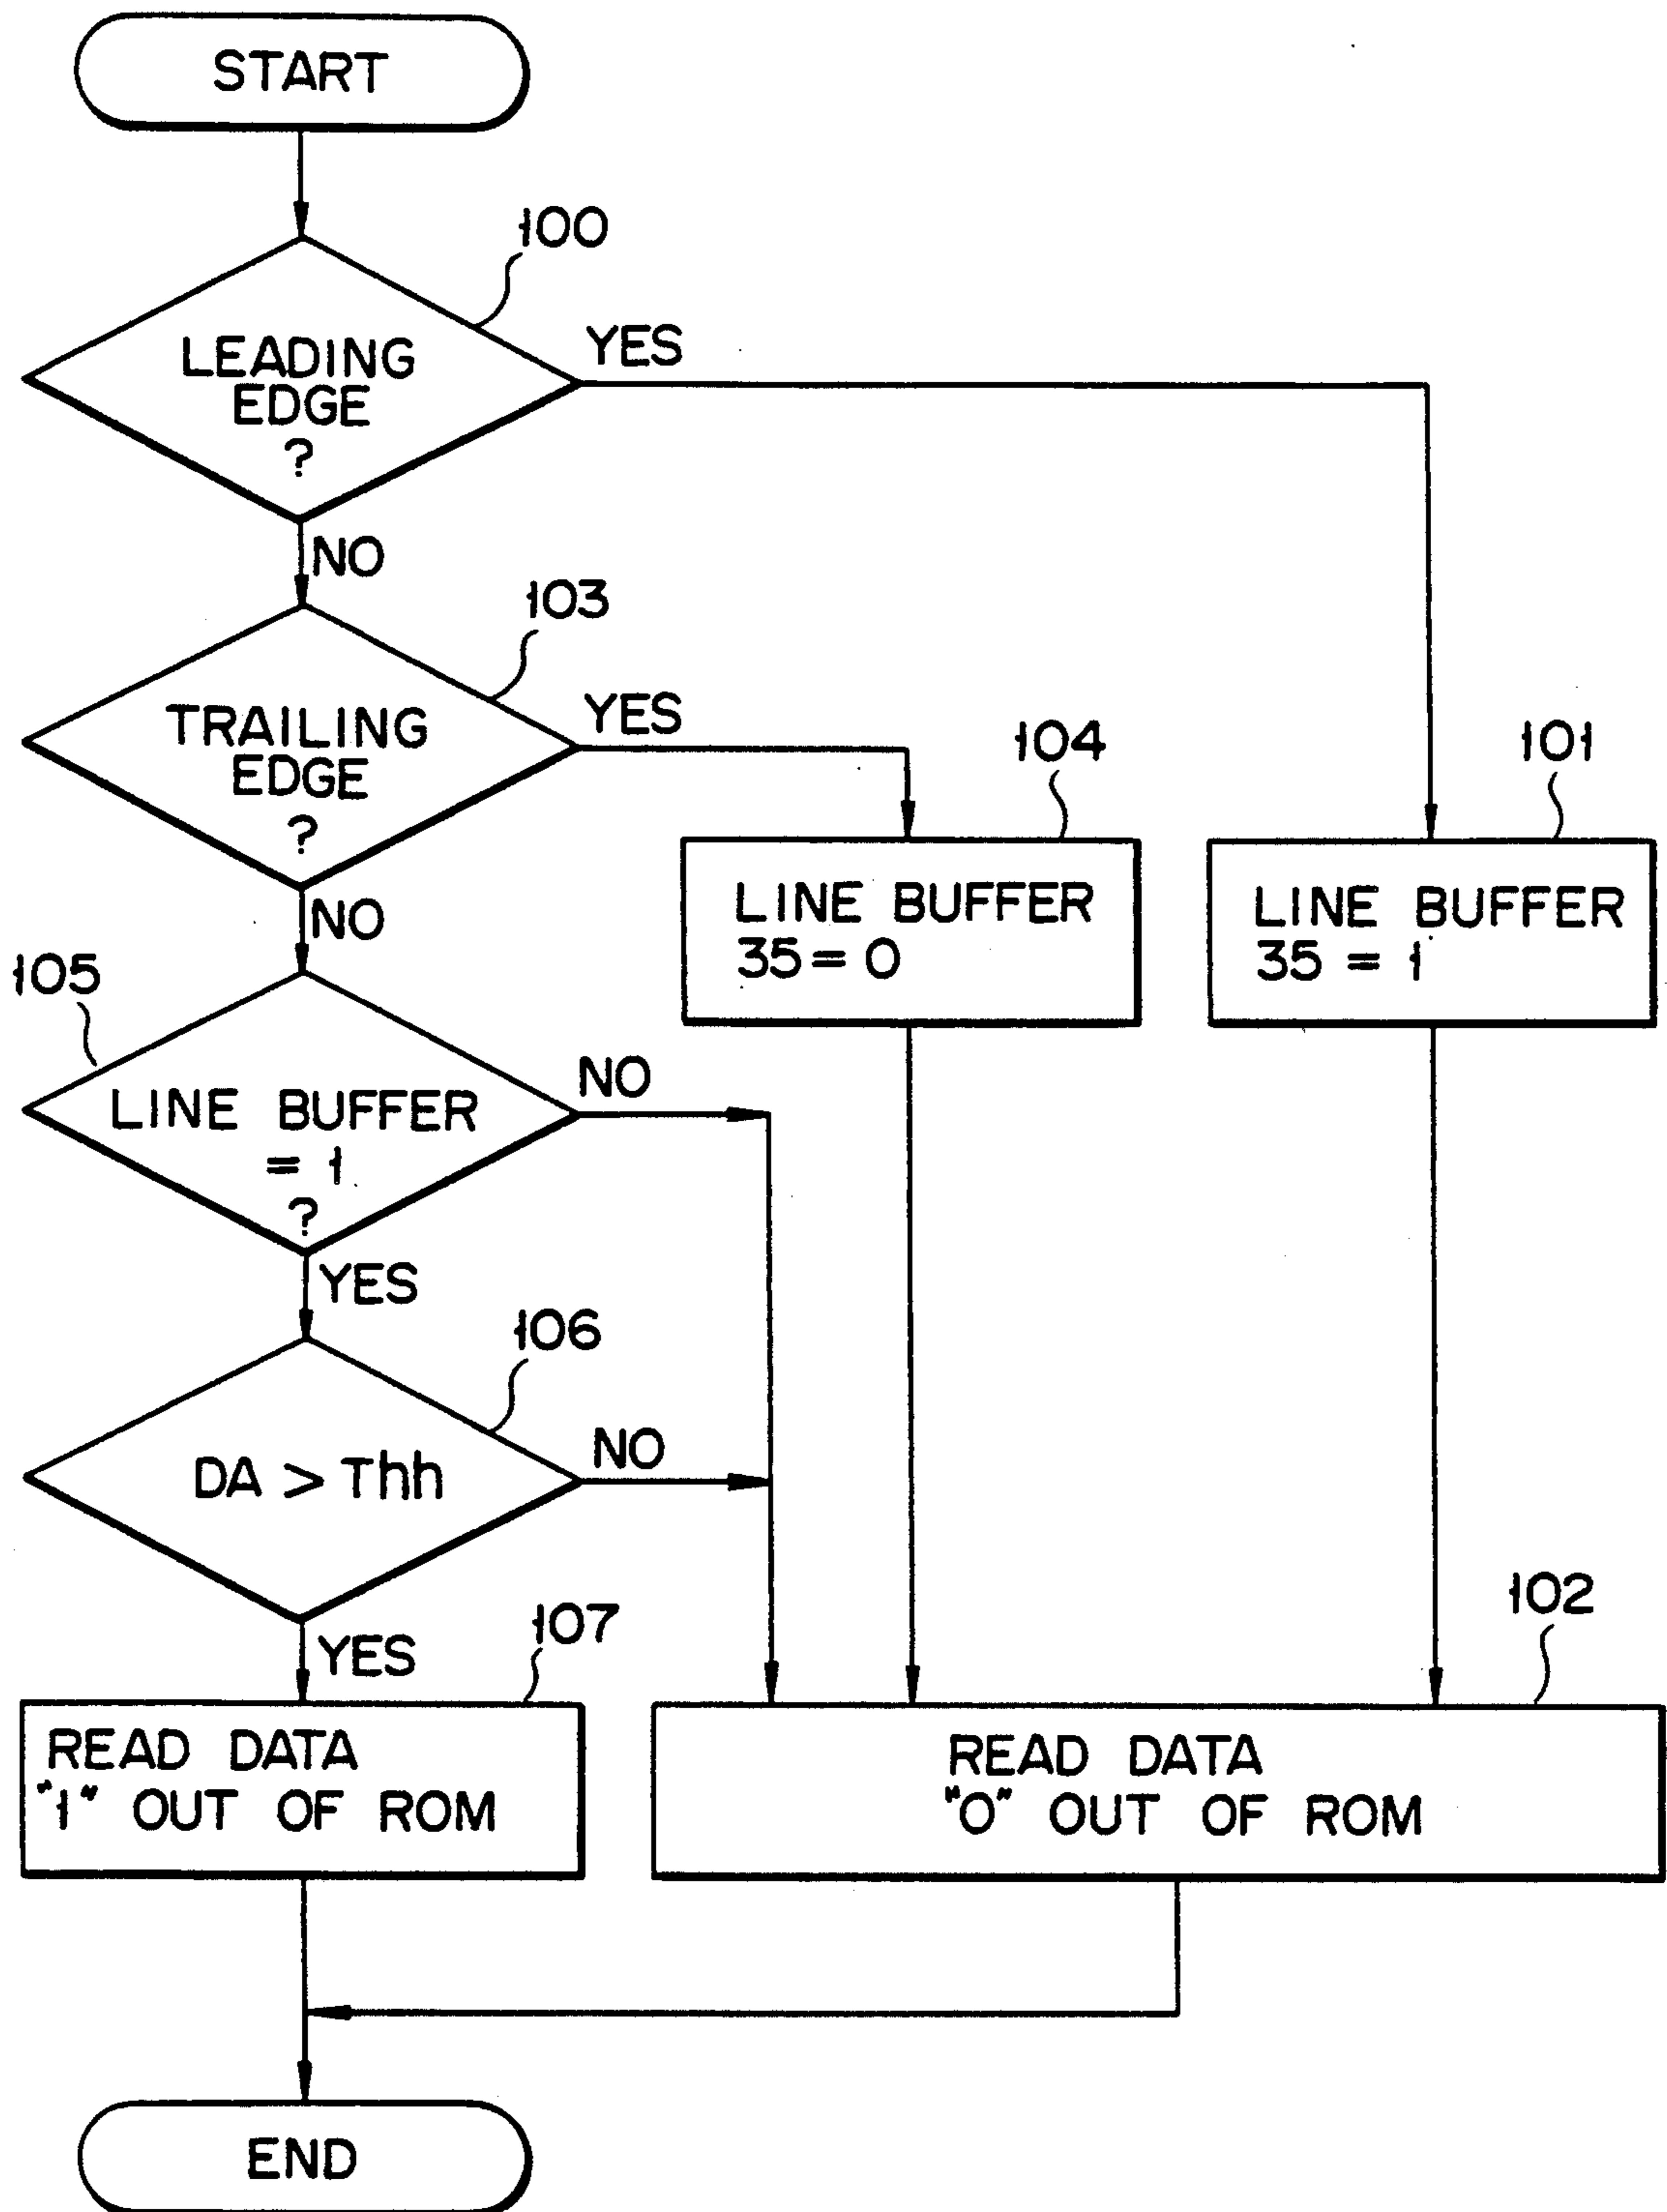 START
100
LEADING
EDGE
?
YES
NO
103
TRAILING
EDGE
?
YES
104
101
NO
LINE BUFFER
35 = 0
LINE BUFFER
35 = 1
105
LINE BUFFER
= 1
?
NO
YES
106
DA > Thh
NO
YES
107
102
READ DATA
"1" OUT OF ROM
READ DATA
"0" OUT OF ROM
END